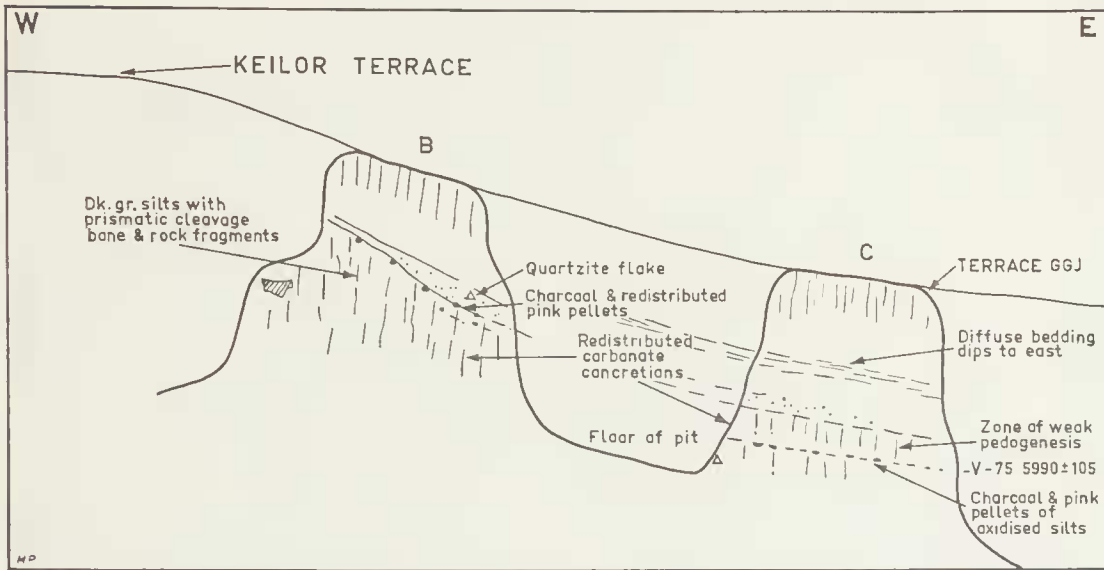 W
E
KEILOR TERRACE
B
Dk. gr. silts with
prismatic cleavage
bone & rock fragments
C
TERRACE GGJ
Quartzite flake
Charcoal & redistributed
pink pellets
Redistributed
carbonate
concretions
Diffuse bedding
dips to east
Floor of pit
Zone of weak
pedogenesis
-V-75 5990±105
Charcoal & pink
pellets of
oxidised silts
MP